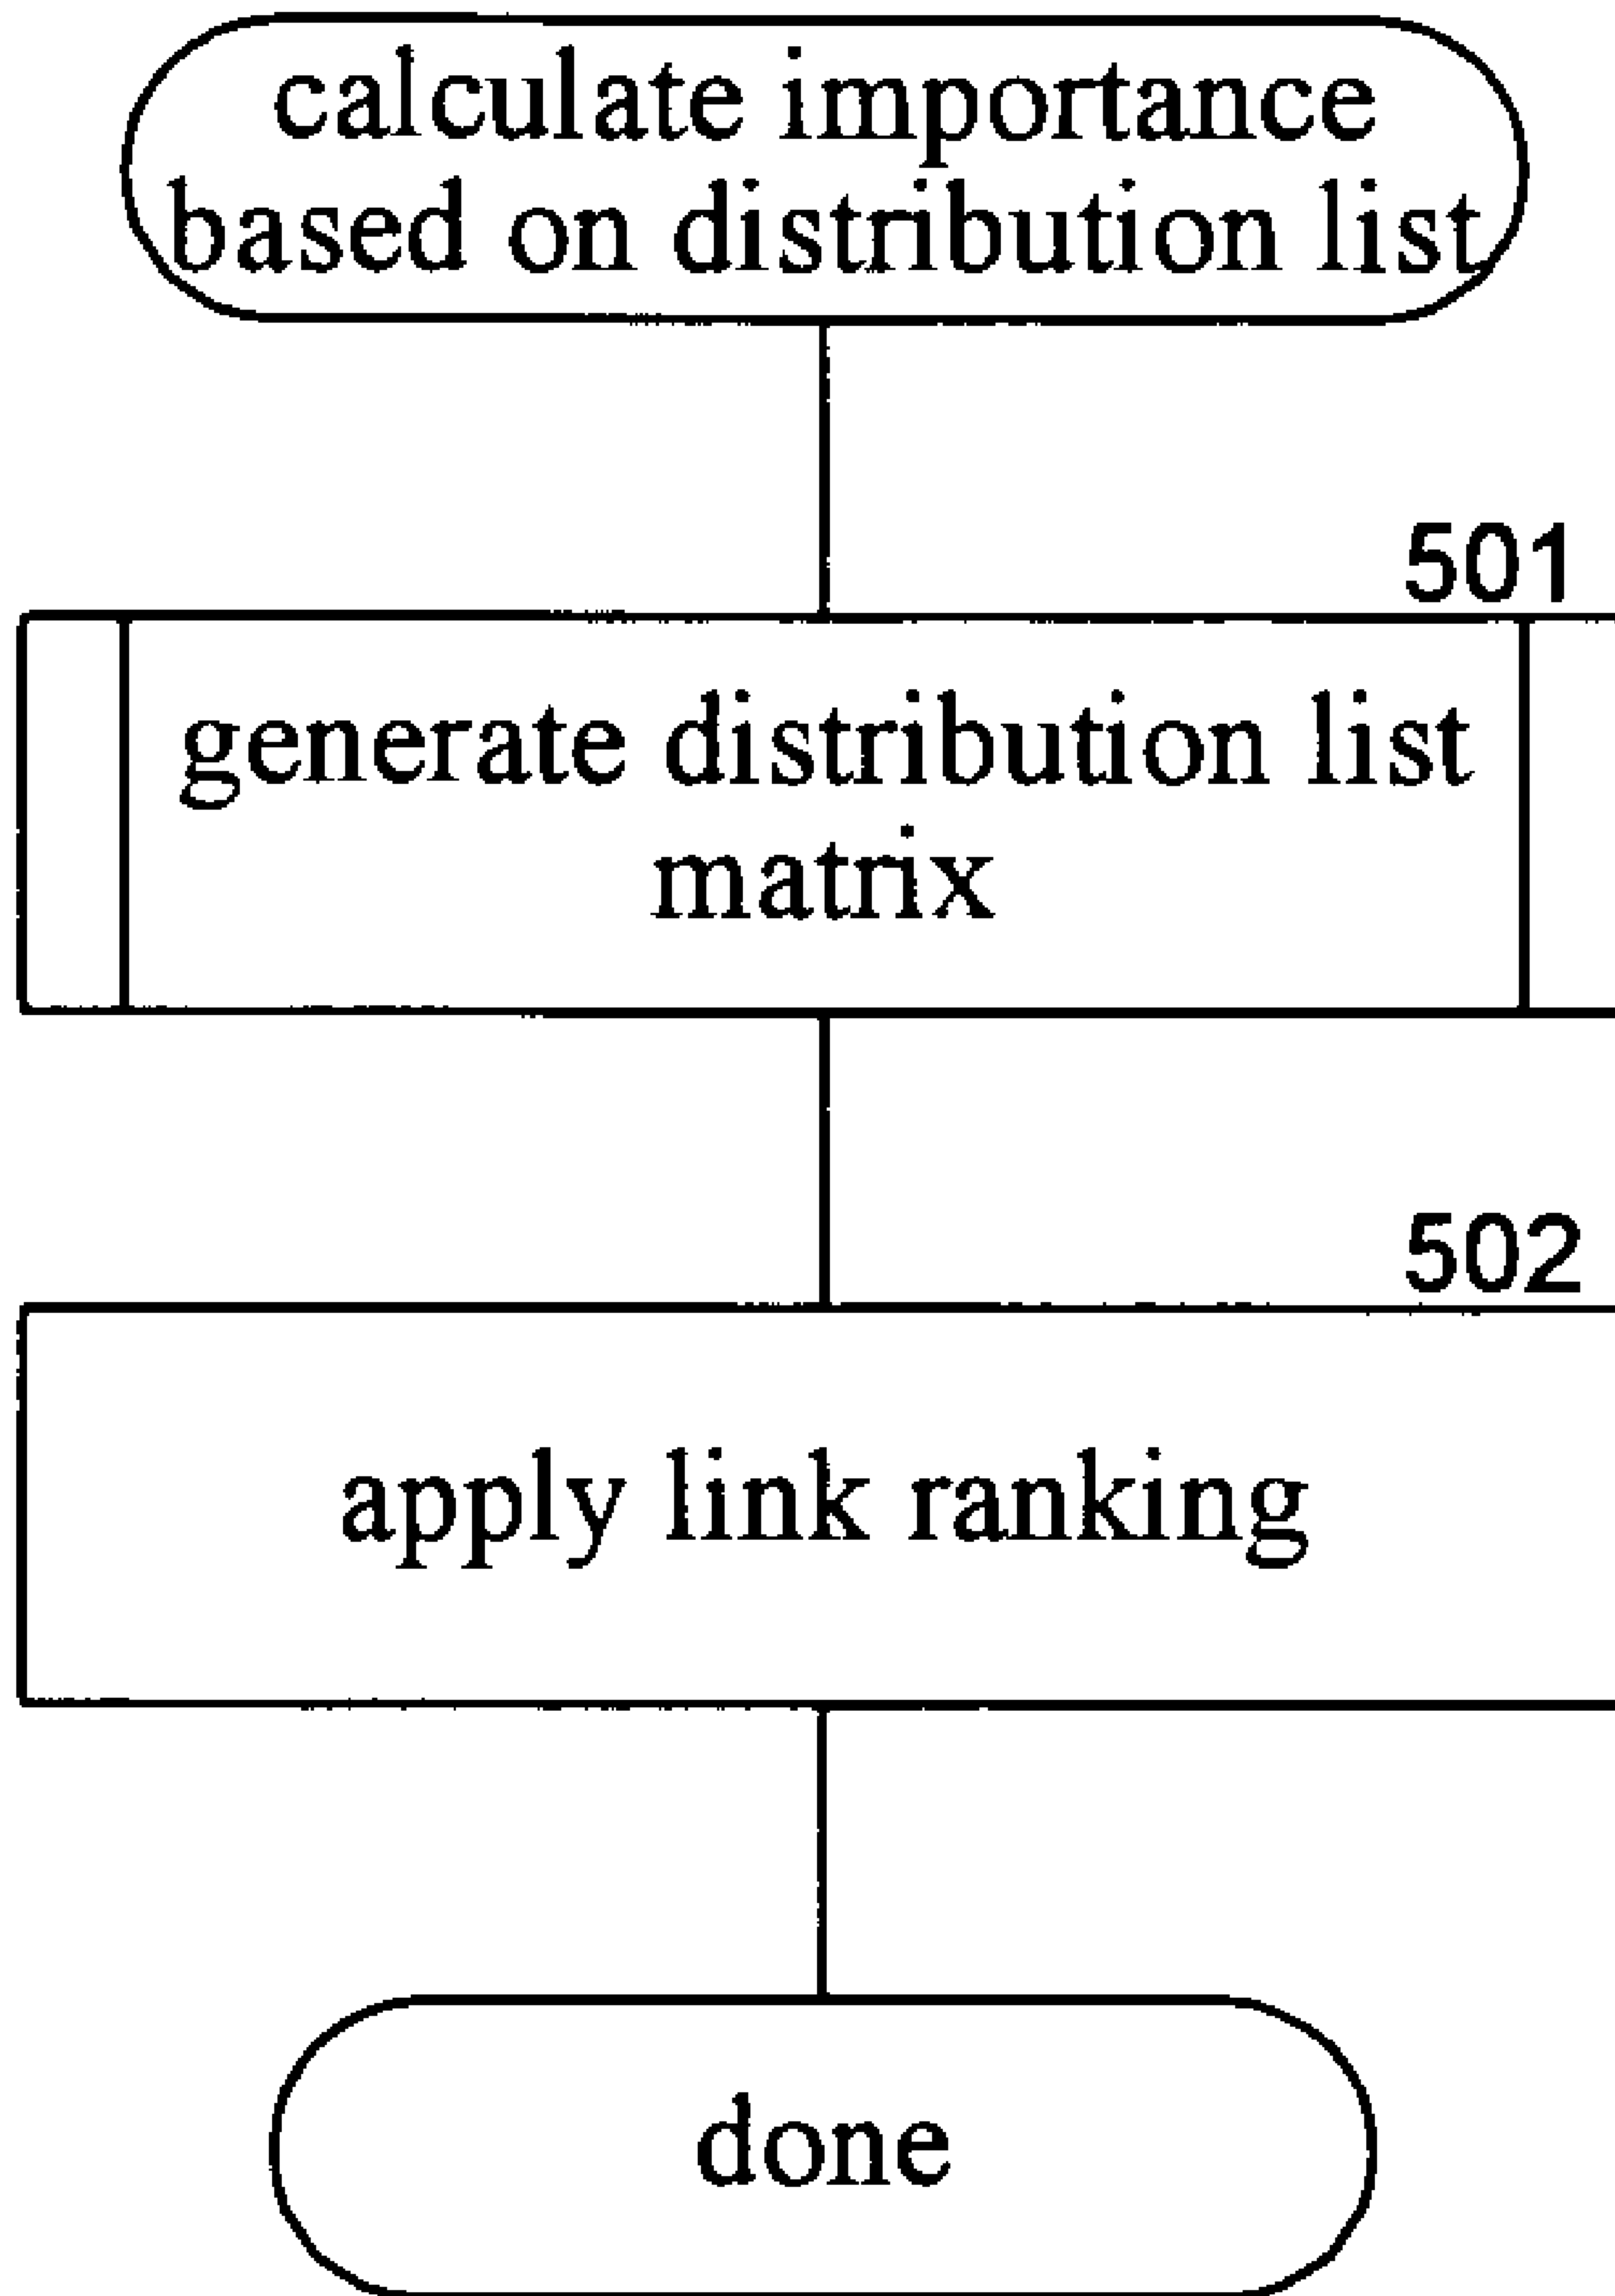 calculate importance
based on distribution list
501
generate distribution list
matrix
502
apply link ranking
done